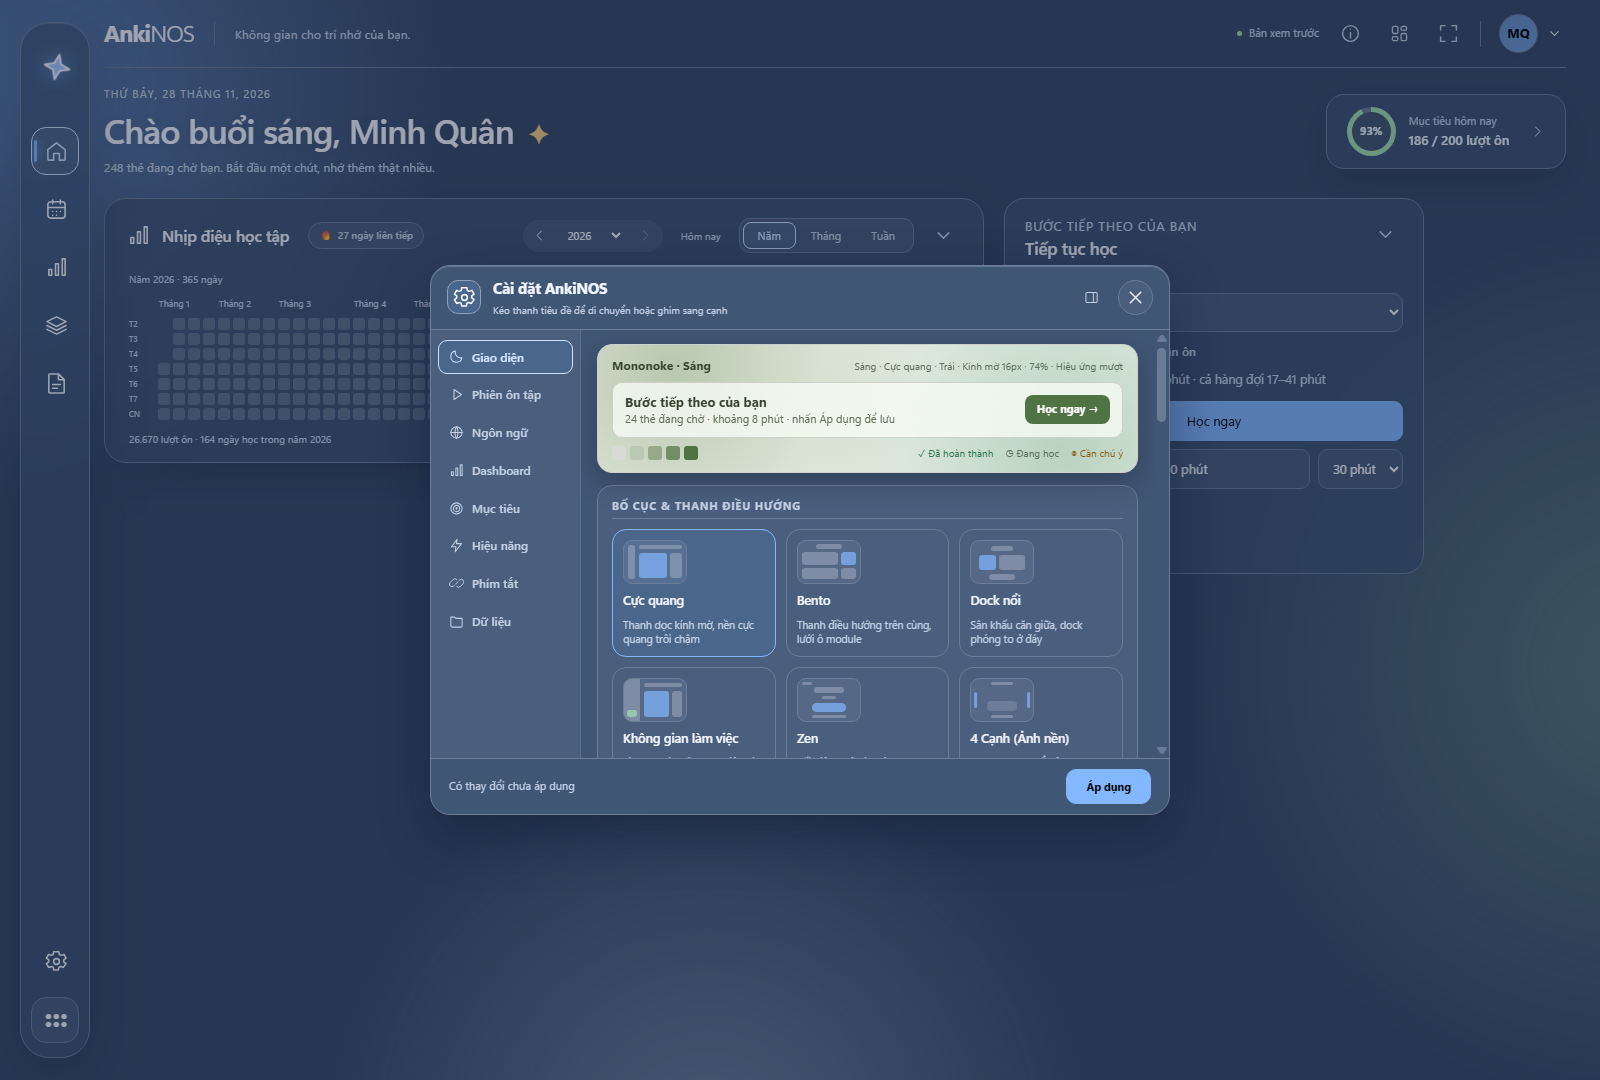 AnkiNOS
Không gian cho trí nhớ của bạn.
Bản xem trước
MQ
THỨ BẢY, 28 THÁNG 11, 2026
Chào buổi sáng, Minh Quân
248 thẻ đang chờ bạn. Bắt đầu một chút, nhớ thêm thật nhiều.
93%
Mục tiêu hôm nay
186 / 200 lượt ôn
Nhịp điệu học tập
27 ngày liên tiếp
2026
Hôm nay
Năm
Tháng
Tuần
Năm 2026 · 365 ngày
Tháng 1
Tháng 2
Tháng 3
Tháng 4
T2
T3
T4
T5
T6
T7
CN
26.670 lượt ôn · 164 ngày học trong năm 2026
BƯỚC TIẾP THEO CỦA BẠN
Tiếp tục học
ôn
phút · cả hàng đợi 17–41 phút
Học ngay
phút
30 phút
Cài đặt AnkiNOS
Kéo thanh tiêu đề để di chuyển hoặc ghim sang cạnh
Giao diện
Phiên ôn tập
Ngôn ngữ
Dashboard
Mục tiêu
Hiệu năng
Phím tắt
Dữ liệu
Mononoke · Sáng
Sáng · Cực quang · Trái · Kính mờ 16px · 74% · Hiệu ứng mượt
Bước tiếp theo của bạn
24 thẻ đang chờ · khoảng 8 phút · nhấn Áp dụng để lưu
Học ngay →
✓ Đã hoàn thành
Đang học
Cần chú ý
BỐ CỤC & THANH ĐIỀU HƯỚNG
Cực quang
Thanh dọc kính mờ, nền cực
quang trôi chậm
Bento
Thanh điều hướng trên cùng,
lưới ô module
Dock nổi
Sân khấu căn giữa, dock
phóng to ở đáy
Không gian làm việc
Zen
4 Cạnh (Ảnh nền)
Có thay đổi chưa áp dụng
Áp dụng